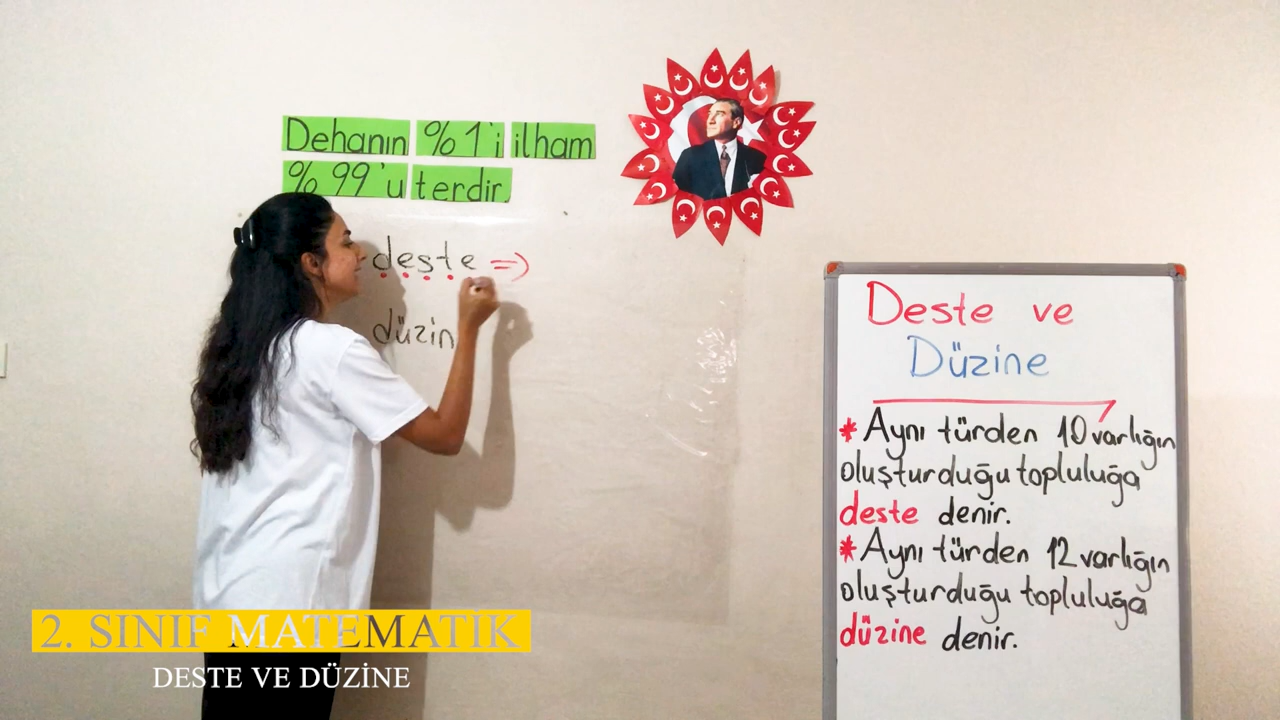 Dehanın %1'i ilham
%99'u terdir.
deste =>
düzin
Deste ve
Düzine
* Aynı türden 10 varlığın
oluşturduğu topluluğa
deste denir.
* Aynı türden 12 varlığın
oluşturduğu topluluğa
düzine denir.
2. SINIF MATEMATİK
DESTE VE DÜZİNE